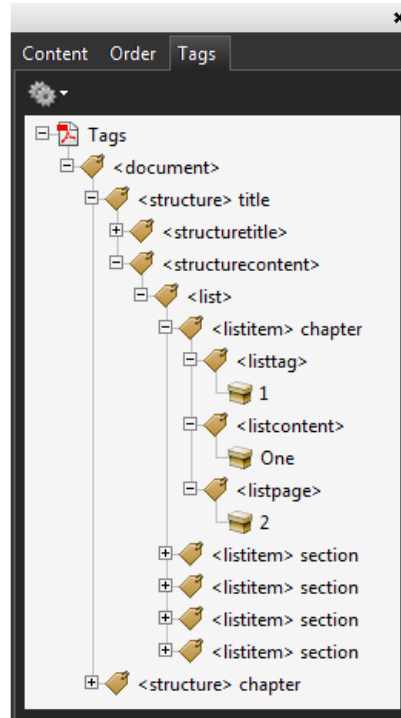 Content Order Tags
Tags
<document>
<structure> title
<structuretitle>
<structurecontent>
<list>
<listitem> chapter
<listtag>
1
<listcontent>
One
<listpage>
2
<listitem> section
<listitem> section
<listitem> section
<listitem> section
<structure> chapter